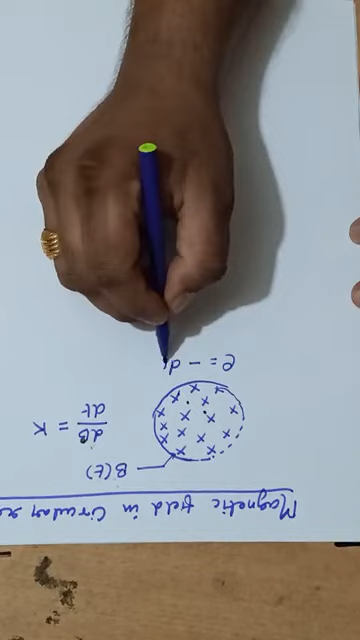 Magnetic field in Circular
B(t)
dB/dt = K
e = - d